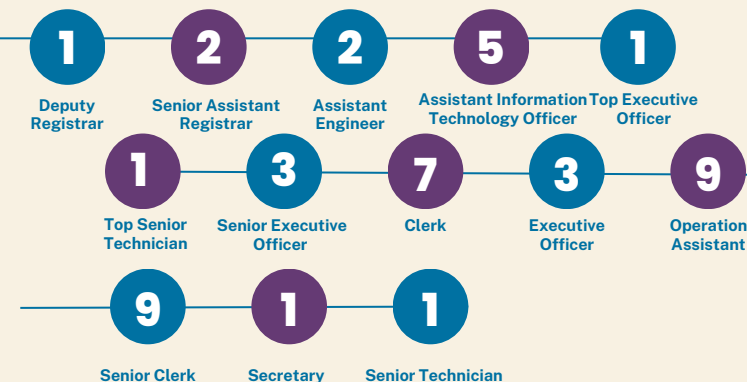 1 2 2 5 1
Deputy Registrar
Senior Assistant Registrar
Assistant Engineer
Assistant Information Technology Officer
Top Executive Officer
1 3 7 3 9
Top Senior Technician
Senior Executive Officer
Clerk
Executive Officer
Operation Assistant
9 1 1
Senior Clerk
Secretary
Senior Technician